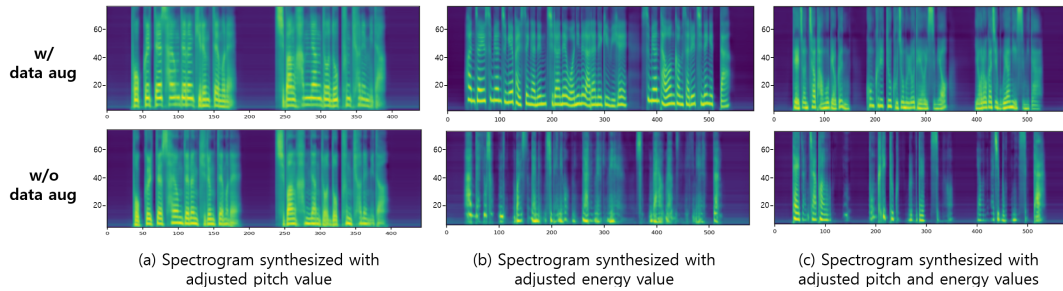 w/
data aug
60
40
20
0 50 100 150 200 250 300 350 400
60
40
20
0 100 200 300 400 500
60
40
20
0 100 200 300 400 500
w/o
data aug
60
40
20
0 50 100 150 200 250 300 350 400
60
40
20
0 100 200 300 400 500
60
40
20
0 100 200 300 400 500
(a) Spectrogram synthesized with
adjusted pitch value
(b) Spectrogram synthesized with
adjusted energy value
(c) Spectrogram synthesized with
adjusted pitch and energy values